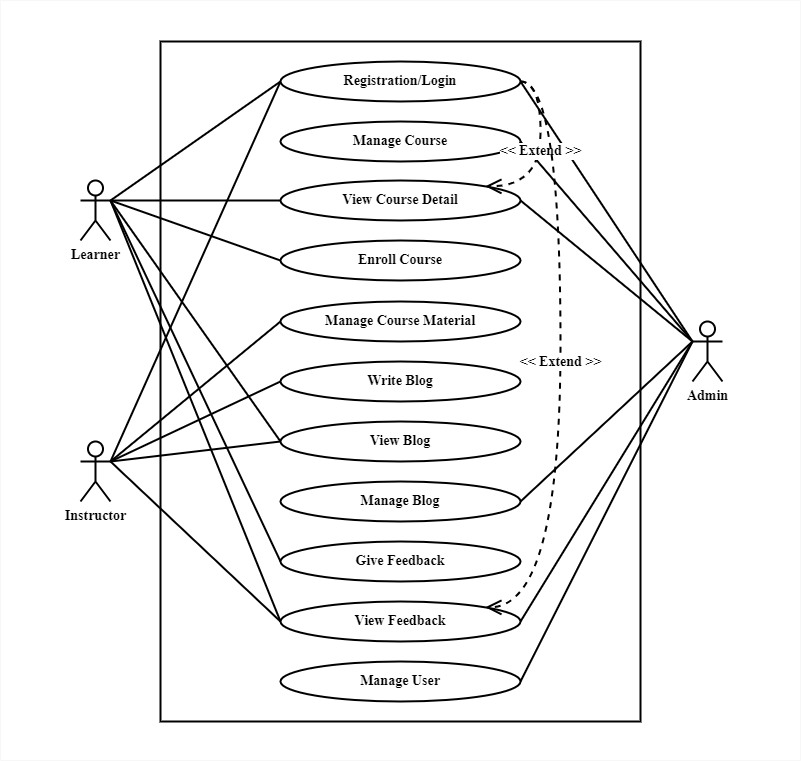 Registration/Login
Manage Course
<< Extend >>
View Course Detail
Learner
Enroll Course
Manage Course Material
<< Extend >>
Write Blog
Admin
View Blog
Manage Blog
Instructor
Give Feedback
View Feedback
Manage User